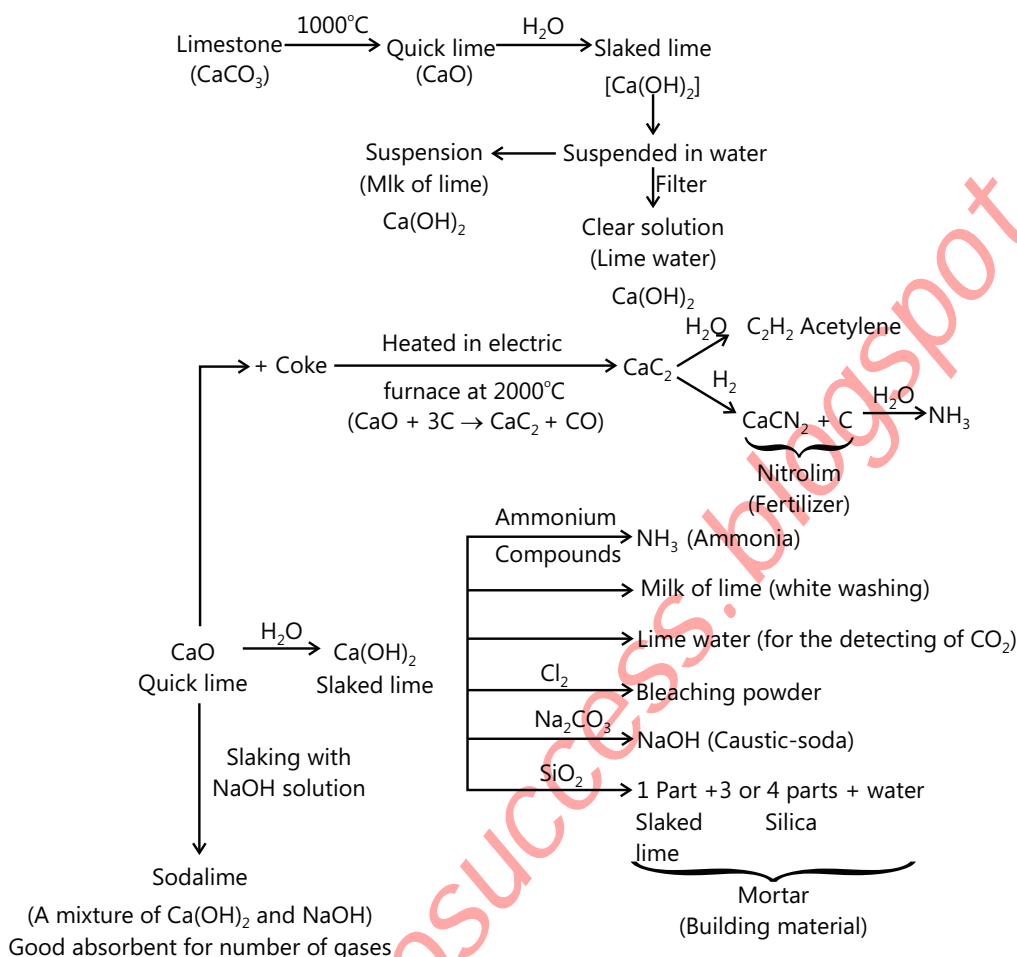 1000°C
H₂O
Limestone
Quick lime
Slaked lime
(CaCO₃)
(CaO)
[Ca(OH)₂]
Suspension
Suspended in water
(Mlk of lime)
Filter
Ca(OH)₂
Clear solution
(Lime water)
Ca(OH)₂
H₂O
C₂H₂ Acetylene
+ Coke
Heated in electric
CaC₂
furnace at 2000°C
(CaO + 3C → CaC₂ + CO)
H₂
CaCN₂ + C
H₂O
NH₃
Nitrolim
(Fertilizer)
Ammonium
Compounds
NH₃ (Ammonia)
Milk of lime (white washing)
CaO
Quick lime
H₂O
Ca(OH)₂
Slaked lime
Lime water (for the detecting of CO₂)
Cl₂
Bleaching powder
Na₂CO₃
NaOH (Caustic-soda)
SiO₂
1 Part +3 or 4 parts + water
Slaked
Silica
lime
Mortar
(Building material)
Slaking with
NaOH solution
Sodalime
(A mixture of Ca(OH)₂ and NaOH)
Good absorbent for number of gases
success.blogspot